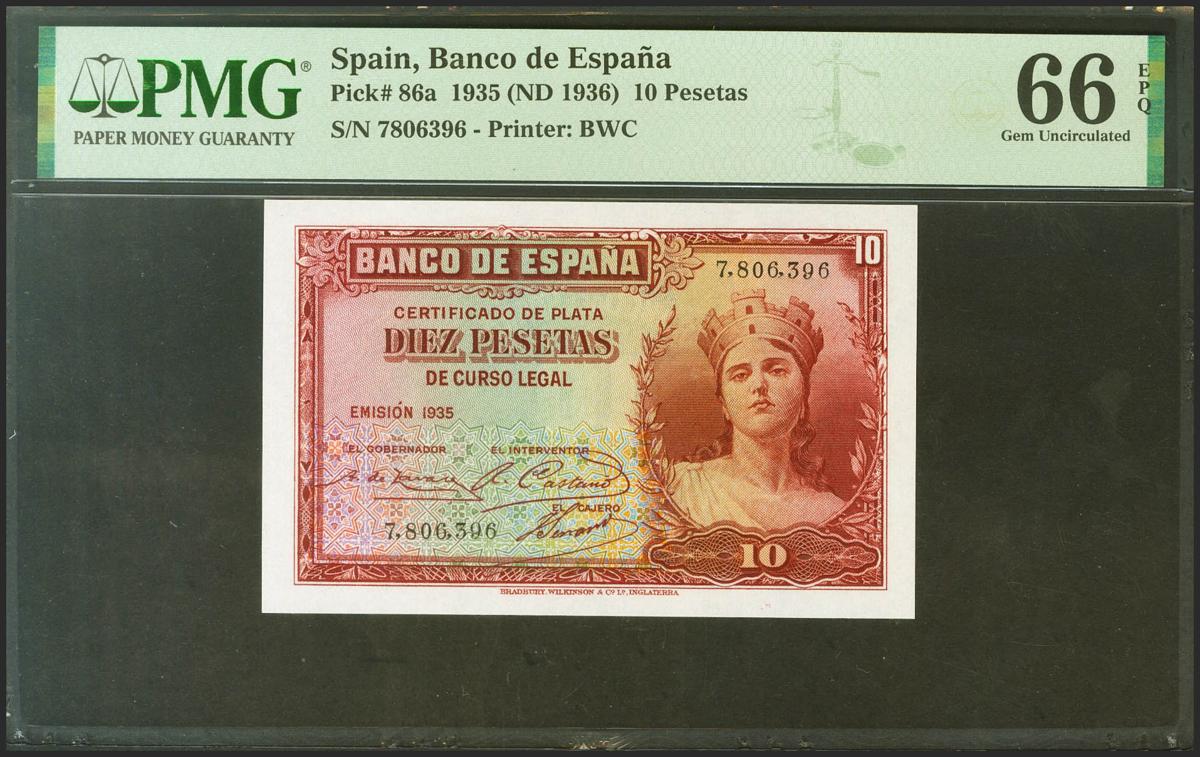 PMG®
PAPER MONEY GUARANTY
Spain, Banco de España
Pick# 86a 1935 (ND 1936) 10 Pesetas
S/N 7806396 - Printer: BWC
66
EPQ
Gem Uncirculated
BANCO DE ESPAÑA
10
7,806,396
CERTIFICADO DE PLATA
DIEZ PESETAS
DE CURSO LEGAL
EMISIÓN 1935
EL GOBERNADOR EL INTERVENTOR
EL CAJERO
7,806,396
10
BRADBURY, WILKINSON & Cº Lº, INGLATERRA